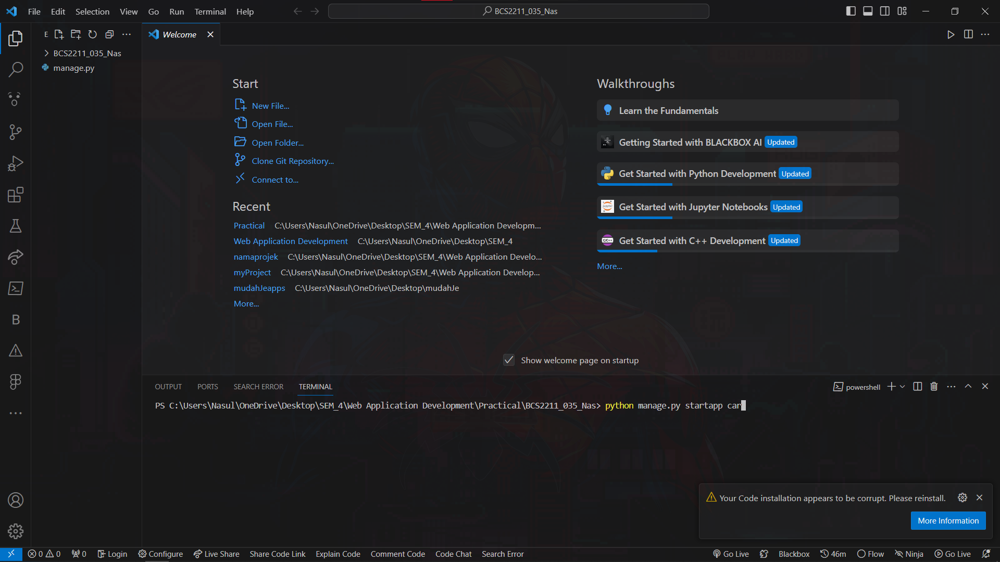 File Edit Selection View Go Run Terminal Help
BCS2211_035_Nas
E
Welcome
BCS2211_035_Nas
manage.py
Start
New File...
Open File...
Open Folder...
Clone Git Repository...
Connect to...
Recent
Practical C:\Users\Nasul\OneDrive\Desktop\SEM_4\Web Application Developm...
Web Application Development C:\Users\Nasul\OneDrive\Desktop\SEM_4
namaprojek C:\Users\Nasul\OneDrive\Desktop\SEM_4\Web Application Develo...
myProject C:\Users\Nasul\OneDrive\Desktop\SEM_4\Web Application Develop...
mudahJeapps C:\Users\Nasul\OneDrive\Desktop\mudahJe
More...
Walkthroughs
Learn the Fundamentals
Getting Started with BLACKBOX AI Updated
Get Started with Python Development Updated
Get Started with Jupyter Notebooks Updated
Get Started with C++ Development Updated
More...
Show welcome page on startup
OUTPUT PORTS SEARCH ERROR TERMINAL
powershell
PS C:\Users\Nasul\OneDrive\Desktop\SEM_4\Web Application Development\Practical\BCS2211_035_Nas> python manage.py startapp car
Your Code installation appears to be corrupt. Please reinstall.
More Information
0 0 0 Login Configure Live Share Share Code Link Explain Code Comment Code Code Chat Search Error
Go Live Blackbox 46m Flow Ninja Go Live